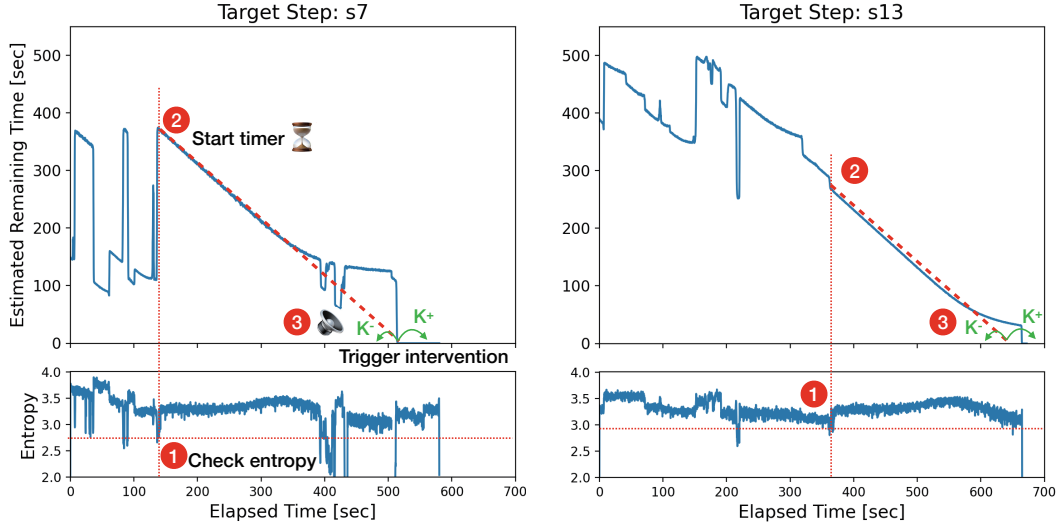 Target Step: s7
Estimated Remaining Time [sec]
500
400
300
200
100
0
2
Start timer
3
K-
K+
Trigger intervention
Entropy
4.0
3.5
3.0
2.5
2.0
1
Check entropy
0 100 200 300 400 500 600 700
Elapsed Time [sec]
Target Step: s13
500
400
300
200
100
0
2
3
K-
K+
4.0
3.5
3.0
2.5
2.0
1
0 100 200 300 400 500 600 700
Elapsed Time [sec]